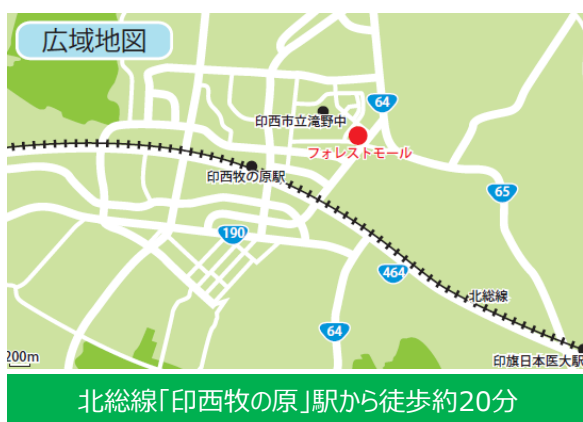 広域地図
64
印西市立滝野中
フォレストモール
印西牧の原駅
65
190
464
北総線
64
200m
印旛日本医大駅
北総線「印西牧の原」駅から徒歩約20分